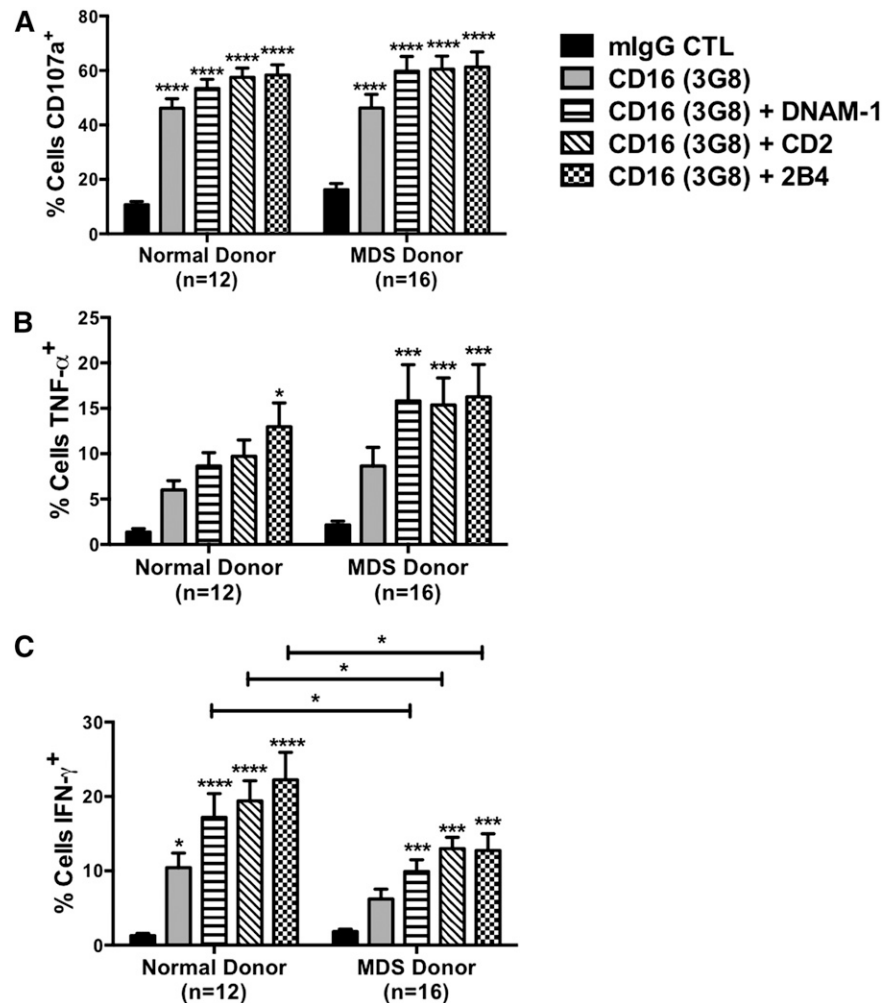 A
% Cells CD107a+
80
60
40
20
0
**** **** **** ****
**** **** **** ****
Normal Donor
(n=12)
MDS Donor
(n=16)
mIgG CTL
CD16 (3G8)
CD16 (3G8) + DNAM-1
CD16 (3G8) + CD2
CD16 (3G8) + 2B4
B
% Cells TNF-α+
25
20
15
10
5
0
*
*** *** ***
Normal Donor
(n=12)
MDS Donor
(n=16)
C
*
*
*
% Cells IFN-γ+
30
20
10
0
* **** **** ****
*** *** ***
Normal Donor
(n=12)
MDS Donor
(n=16)